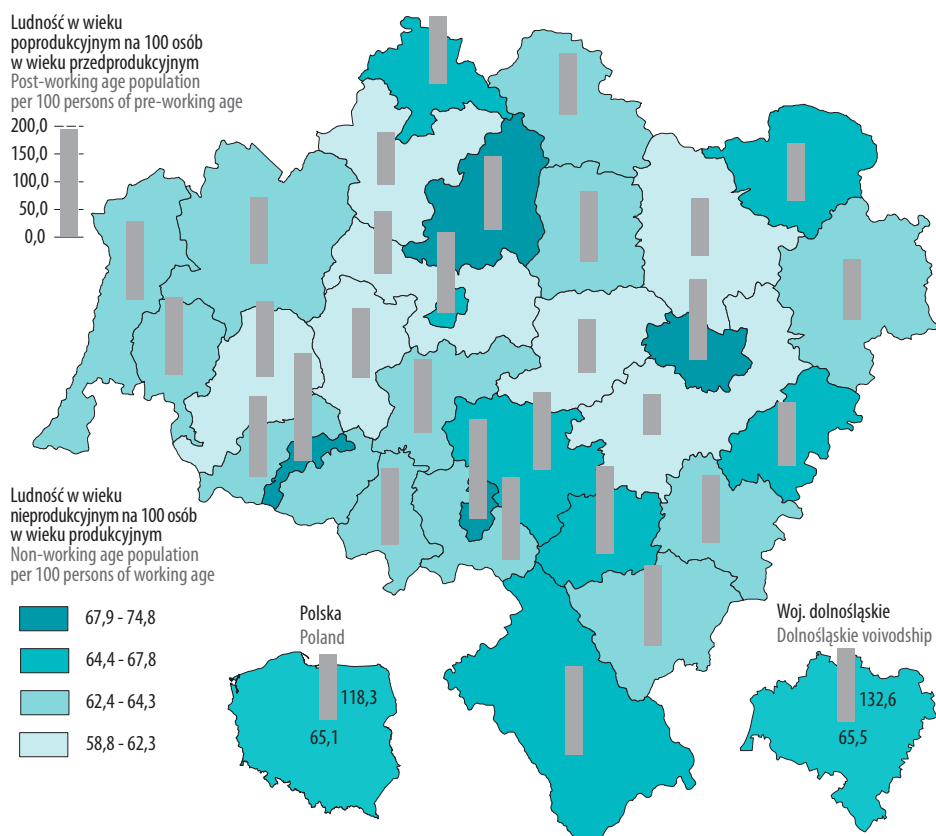 Ludność w wieku
poprodukcyjnym na 100 osób
w wieku przedprodukcyjnym
Post-working age population
per 100 persons of pre-working age
200,0
150,0
100,0
50,0
0,0
Ludność w wieku
nieprodukcyjnym na 100 osób
w wieku produkcyjnym
Non-working age population
per 100 persons of working age
67,9 - 74,8
64,4 - 67,8
62,4 - 64,3
58,8 - 62,3
Polska
Poland
118,3
65,1
Woj. dolnośląskie
Dolnośląskie voivodship
132,6
65,5